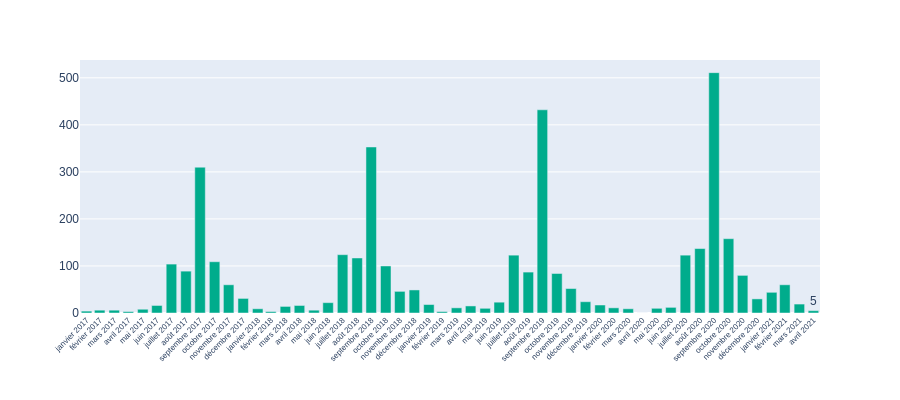 500
400
300
200
100
0
5
janvier 2017
février 2017
mars 2017
avril 2017
mai 2017
juin 2017
juillet 2017
août 2017
septembre 2017
octobre 2017
novembre 2017
décembre 2017
janvier 2018
février 2018
mars 2018
avril 2018
mai 2018
juin 2018
juillet 2018
août 2018
septembre 2018
octobre 2018
novembre 2018
décembre 2018
janvier 2019
février 2019
mars 2019
avril 2019
mai 2019
juin 2019
juillet 2019
août 2019
septembre 2019
octobre 2019
novembre 2019
décembre 2019
janvier 2020
février 2020
mars 2020
avril 2020
mai 2020
juin 2020
juillet 2020
août 2020
septembre 2020
octobre 2020
novembre 2020
décembre 2020
janvier 2021
février 2021
mars 2021
avril 2021